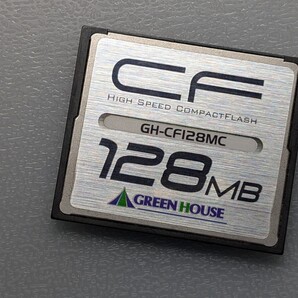 CF
HIGH SPEED COMPACTFLASH
GH-CF128MC
128MB
GREEN HOUSE